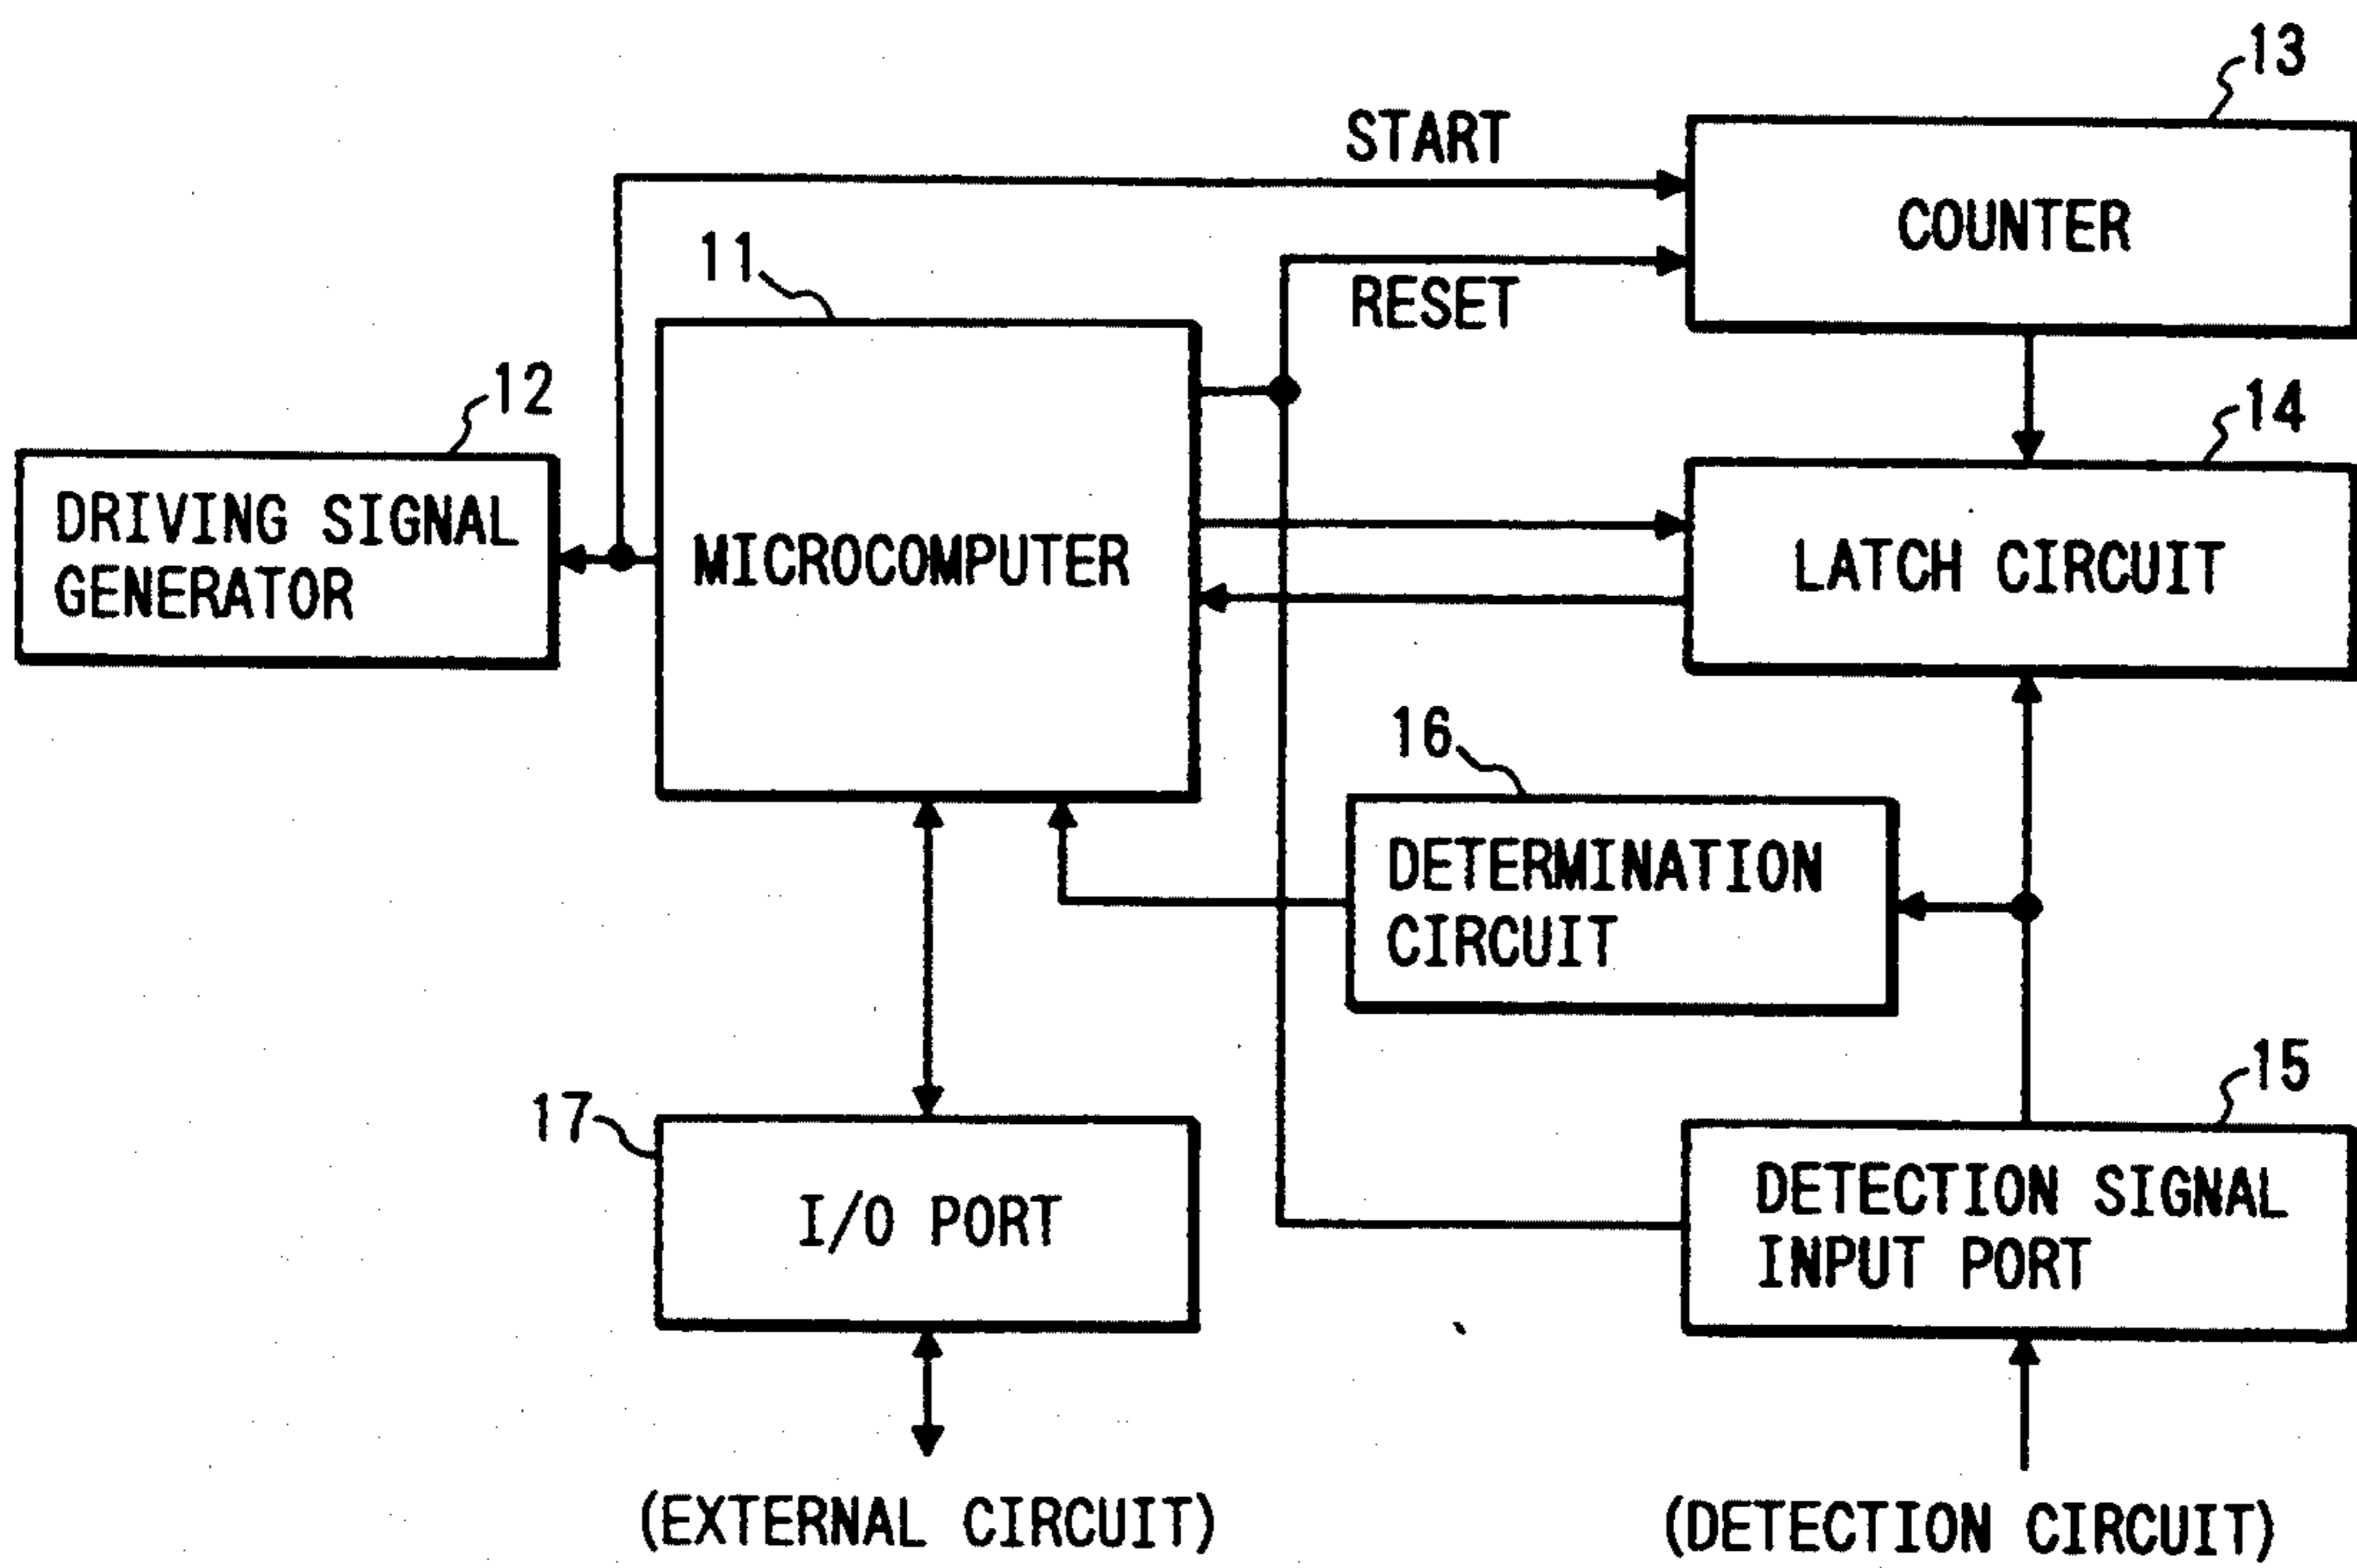 13
START
COUNTER
11
RESET
12
14
DRIVING SIGNAL
GENERATOR
MICROCOMPUTER
LATCH CIRCUIT
16
DETERMINATION
CIRCUIT
15
17
DETECTION SIGNAL
INPUT PORT
I/O PORT
(EXTERNAL CIRCUIT)
(DETECTION CIRCUIT)